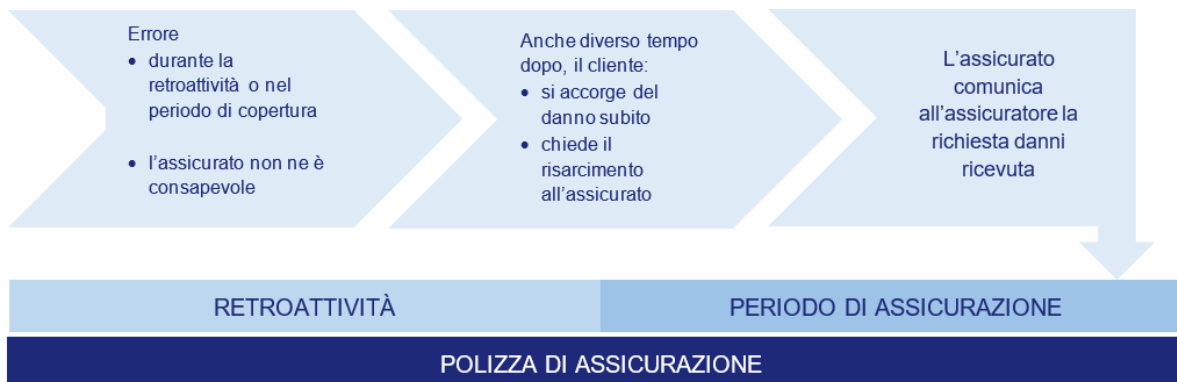 Errore
• durante la
retroattività o nel
periodo di copertura
• l'assicurato non ne è
consapevole
Anche diverso tempo
dopo, il cliente:
• si accorge del
danno subito
• chiede il
risarcimento
all'assicurato
L'assicurato
comunica
all'assicuratore la
richiesta danni
ricevuta
RETROATTIVITÀ
PERIODO DI ASSICURAZIONE
POLIZZA DI ASSICURAZIONE